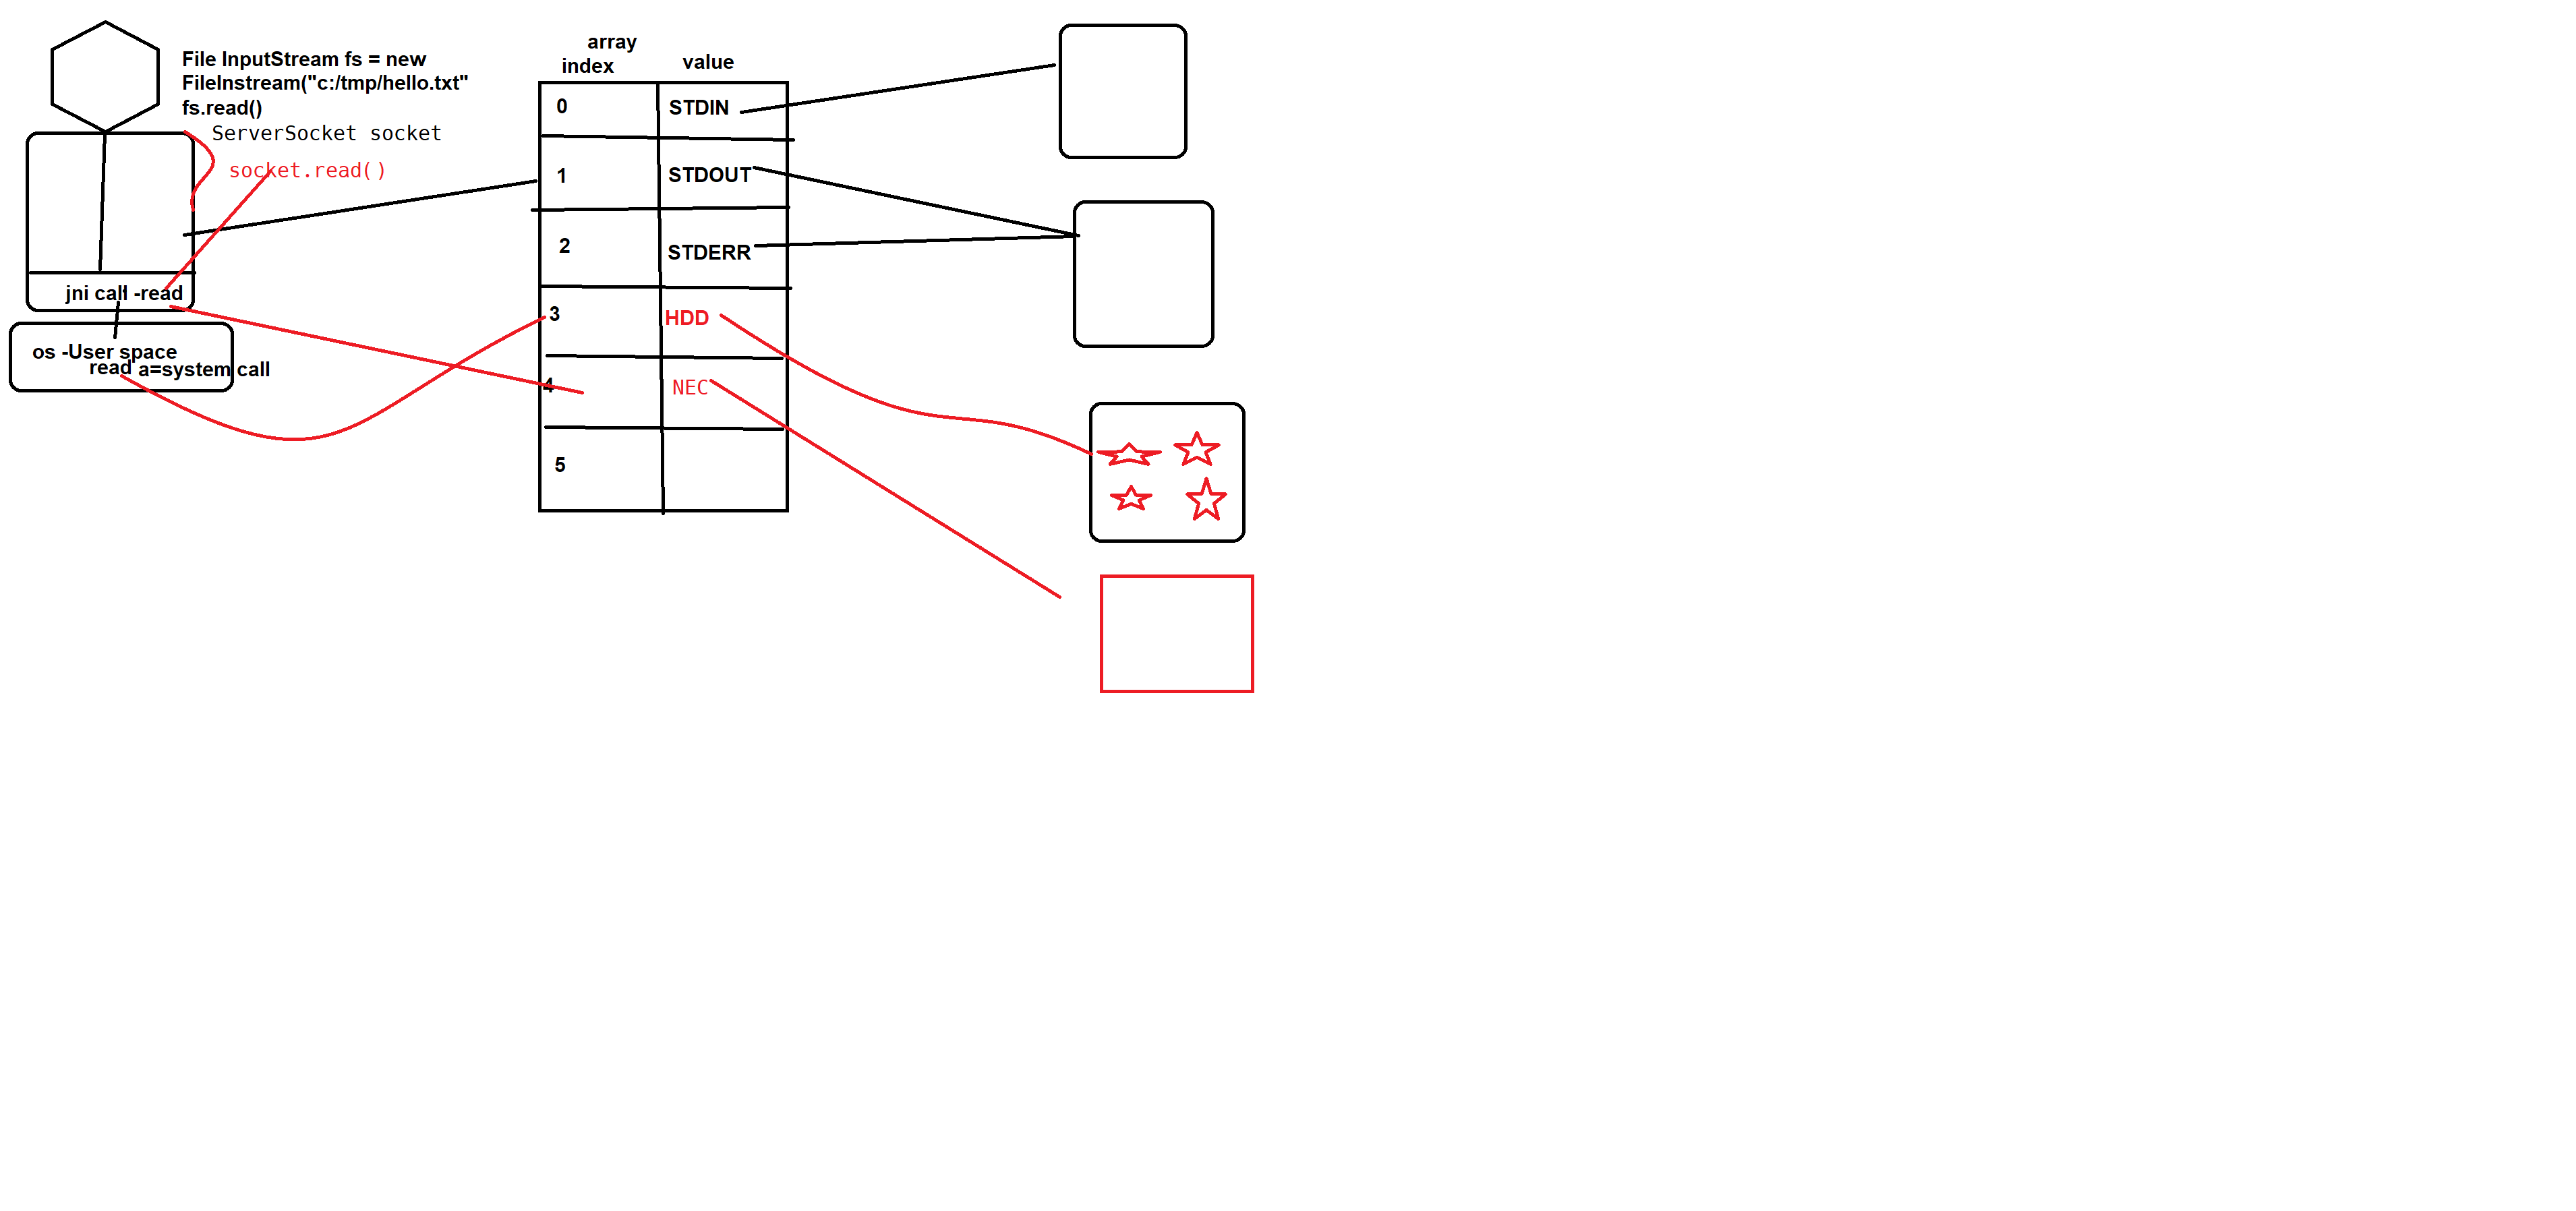 File InputStream fs = new
FileInstream("c:/tmp/hello.txt"
fs.read()
ServerSocket socket
socket.read()
jni call -read
os -User space
read a=system call
array
index value
0 STDIN
1 STDOUT
2 STDERR
3 HDD
4 NEC
5